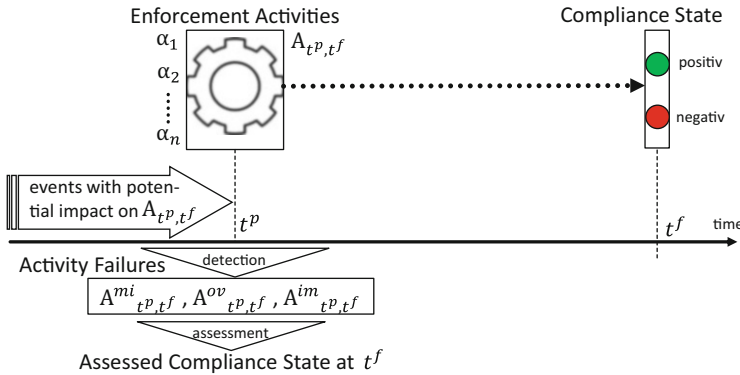 Enforcement Activities
Compliance State
α₁
α₂
αₙ
A_{t^p,t^f}
positiv
negativ
events with poten-
tial impact on A_{t^p,t^f}
t^p
t^f
time
Activity Failures
detection
A^{mi}_{t^p,t^f} , A^{ov}_{t^p,t^f} , A^{im}_{t^p,t^f}
assessment
Assessed Compliance State at t^f